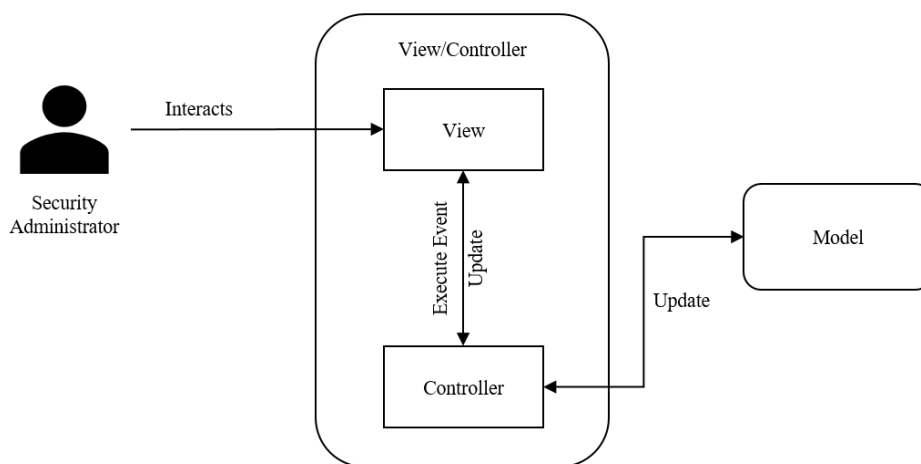 View/Controller
Interacts
View
Security
Administrator
Execute Event
Update
Model
Update
Controller